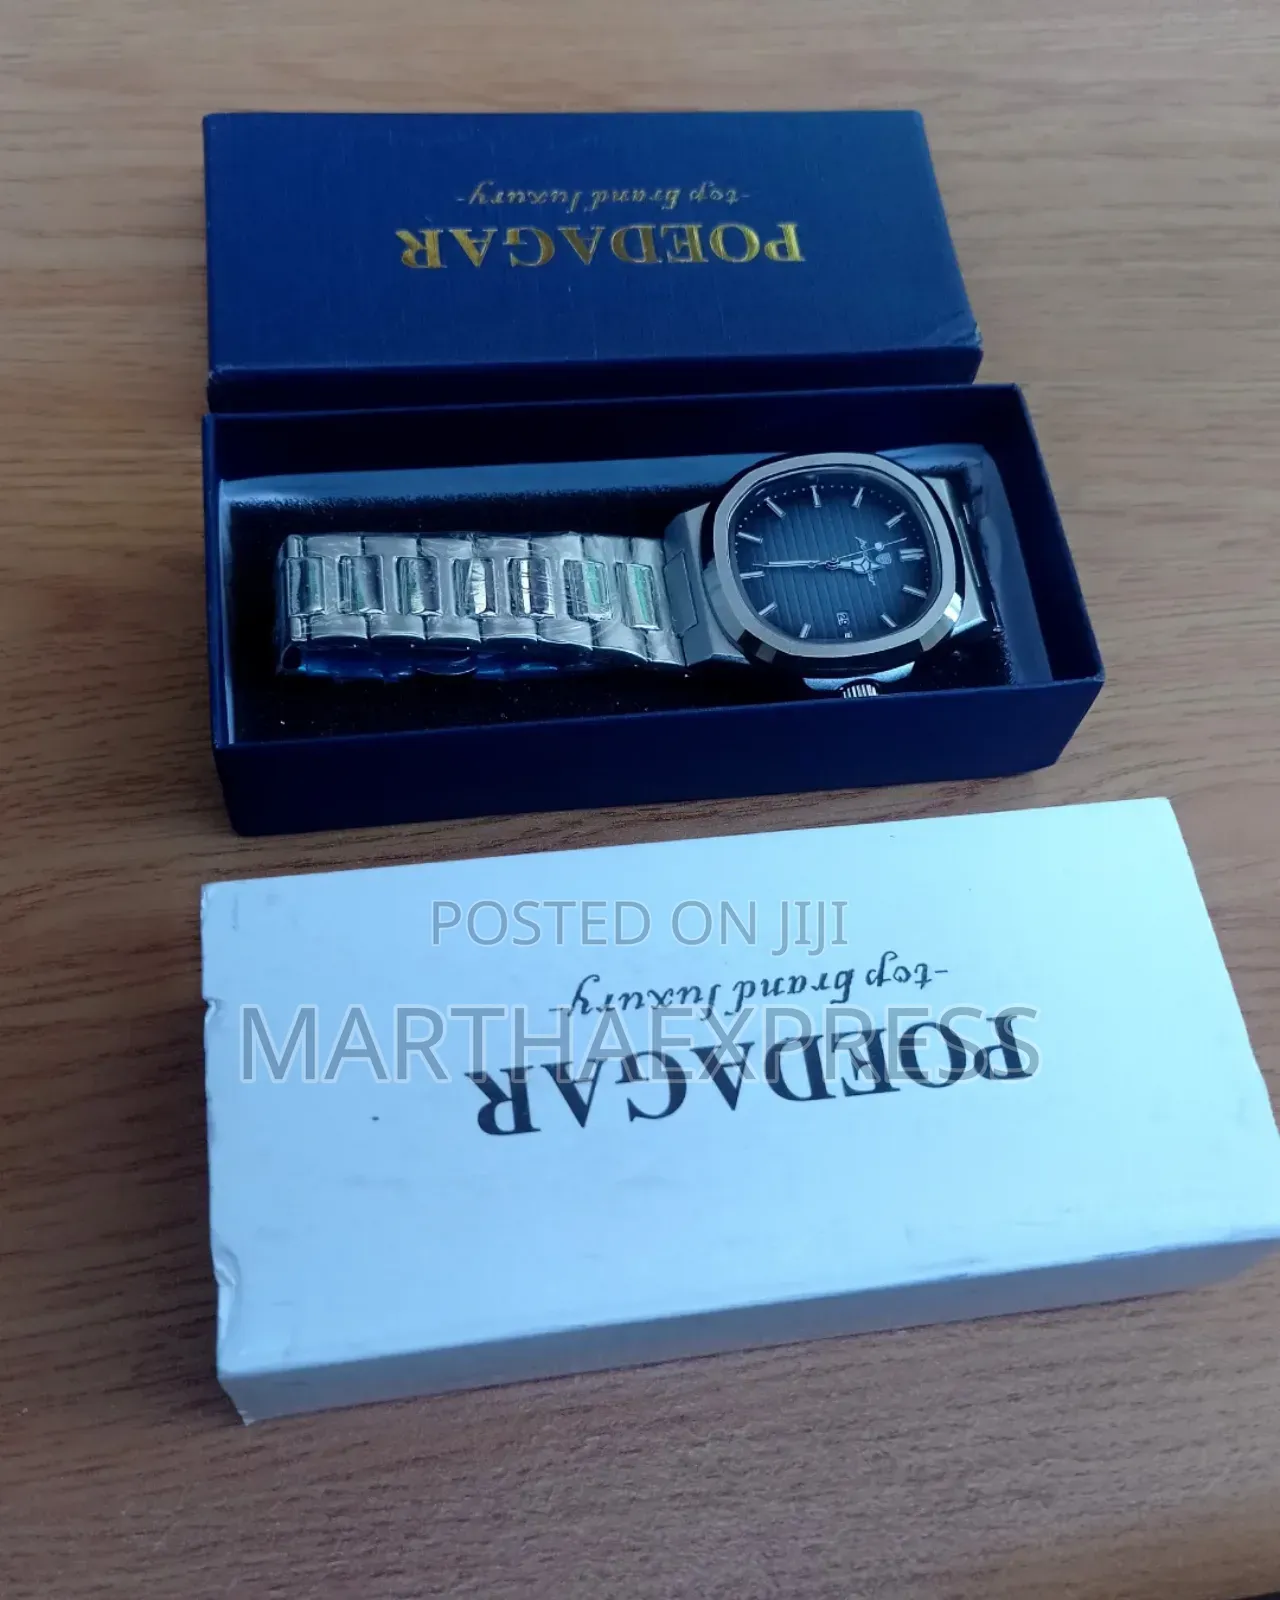 POEDAGAR
-top brand luxury-
POSTED ON JIJI
MARTHAEXPRESS
POEDAGAR
-top brand luxury-